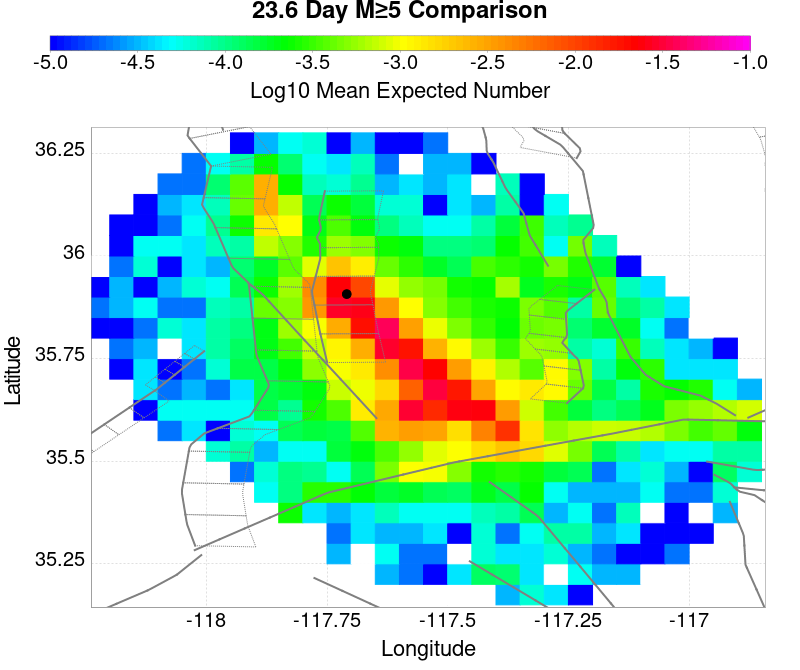 23.6 Day M≥5 Comparison
-5.0 -4.5 -4.0 -3.5 -3.0 -2.5 -2.0 -1.5 -1.0
Log10 Mean Expected Number
36.25
36
35.75
35.5
35.25
Latitude
-118 -117.75 -117.5 -117.25 -117
Longitude